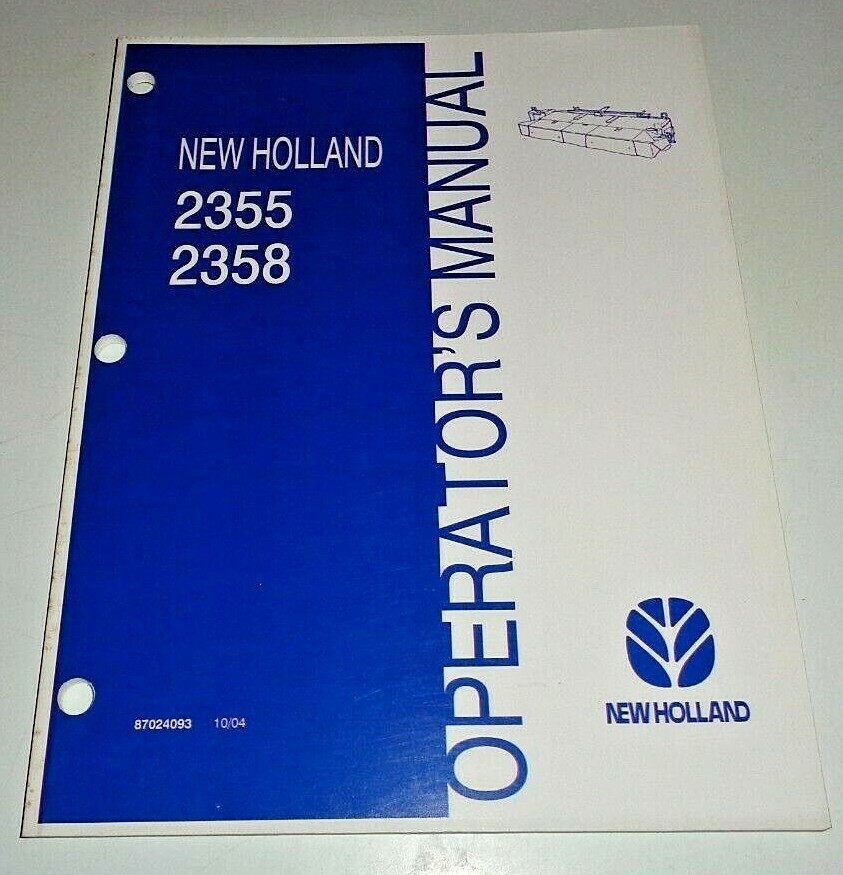 NEW HOLLAND
2355
2358
87024093 10/04
OPERATOR'S MANUAL
NEW HOLLAND